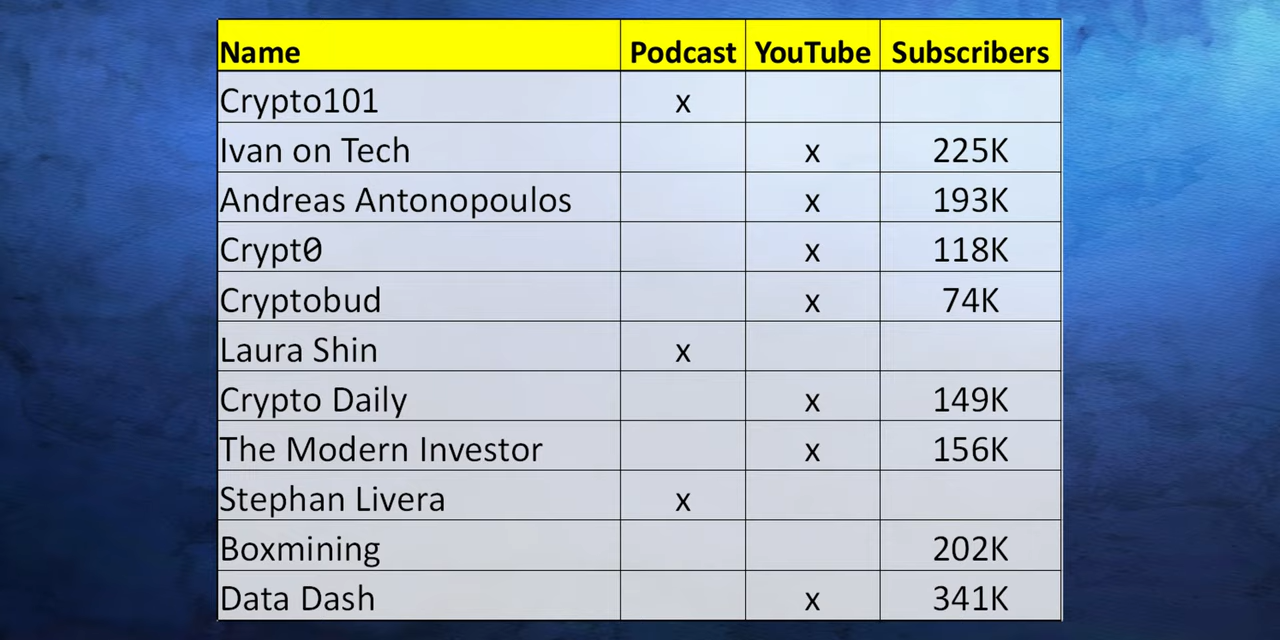 Name Podcast YouTube Subscribers
Crypto101 x
Ivan on Tech x 225K
Andreas Antonopoulos x 193K
Crypt0 x 118K
Cryptobud x 74K
Laura Shin x
Crypto Daily x 149K
The Modern Investor x 156K
Stephan Livera x
Boxmining 202K
Data Dash x 341K